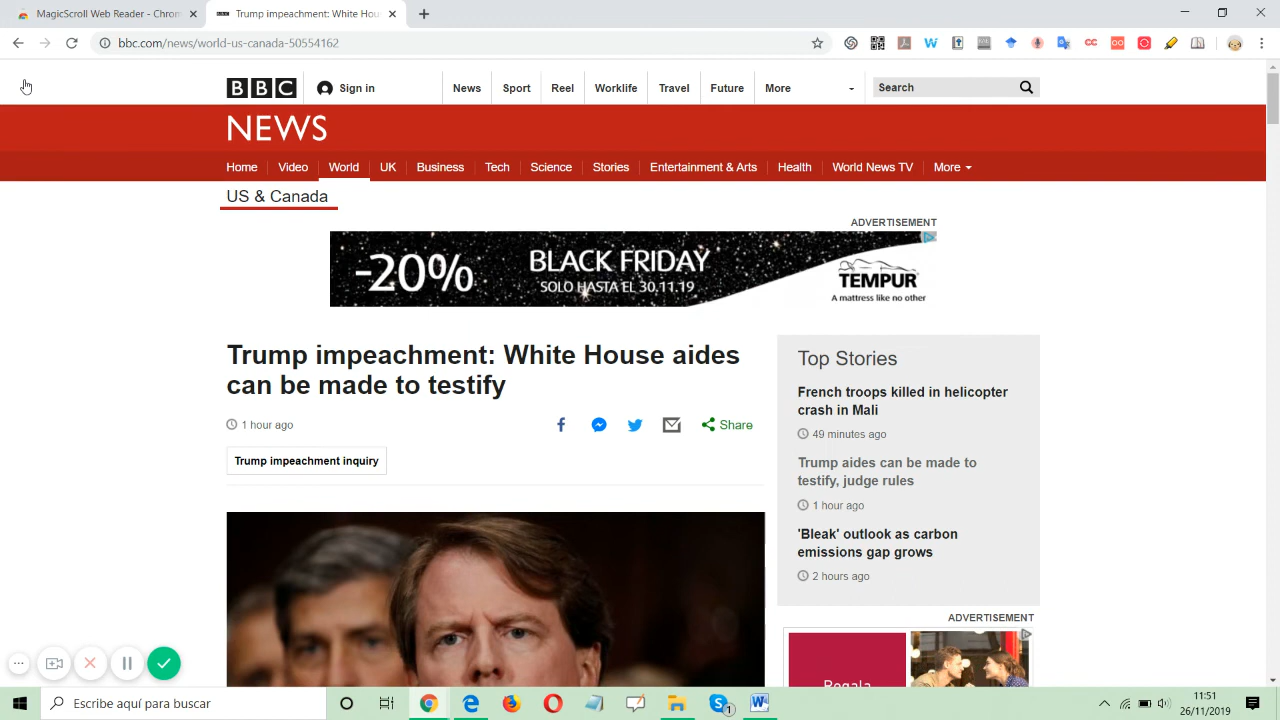 MagicScroll Web Reader - Chrom
Trump impeachment: White Hou
bbc.com/news/world-us-canada-50554162
BBC
Sign in
News
Sport
Reel
Worklife
Travel
Future
More
Search
NEWS
Home
Video
World
UK
Business
Tech
Science
Stories
Entertainment & Arts
Health
World News TV
More
US & Canada
ADVERTISEMENT
-20%
BLACK FRIDAY
SOLO HASTA EL 30.11.19
TEMPUR
A mattress like no other
Trump impeachment: White House aides
can be made to testify
1 hour ago
Share
Trump impeachment inquiry
Top Stories
French troops killed in helicopter
crash in Mali
49 minutes ago
Trump aides can be made to
testify, judge rules
1 hour ago
'Bleak' outlook as carbon
emissions gap grows
2 hours ago
ADVERTISEMENT
Regala
Escribe aquí para buscar
11:51
26/11/2019